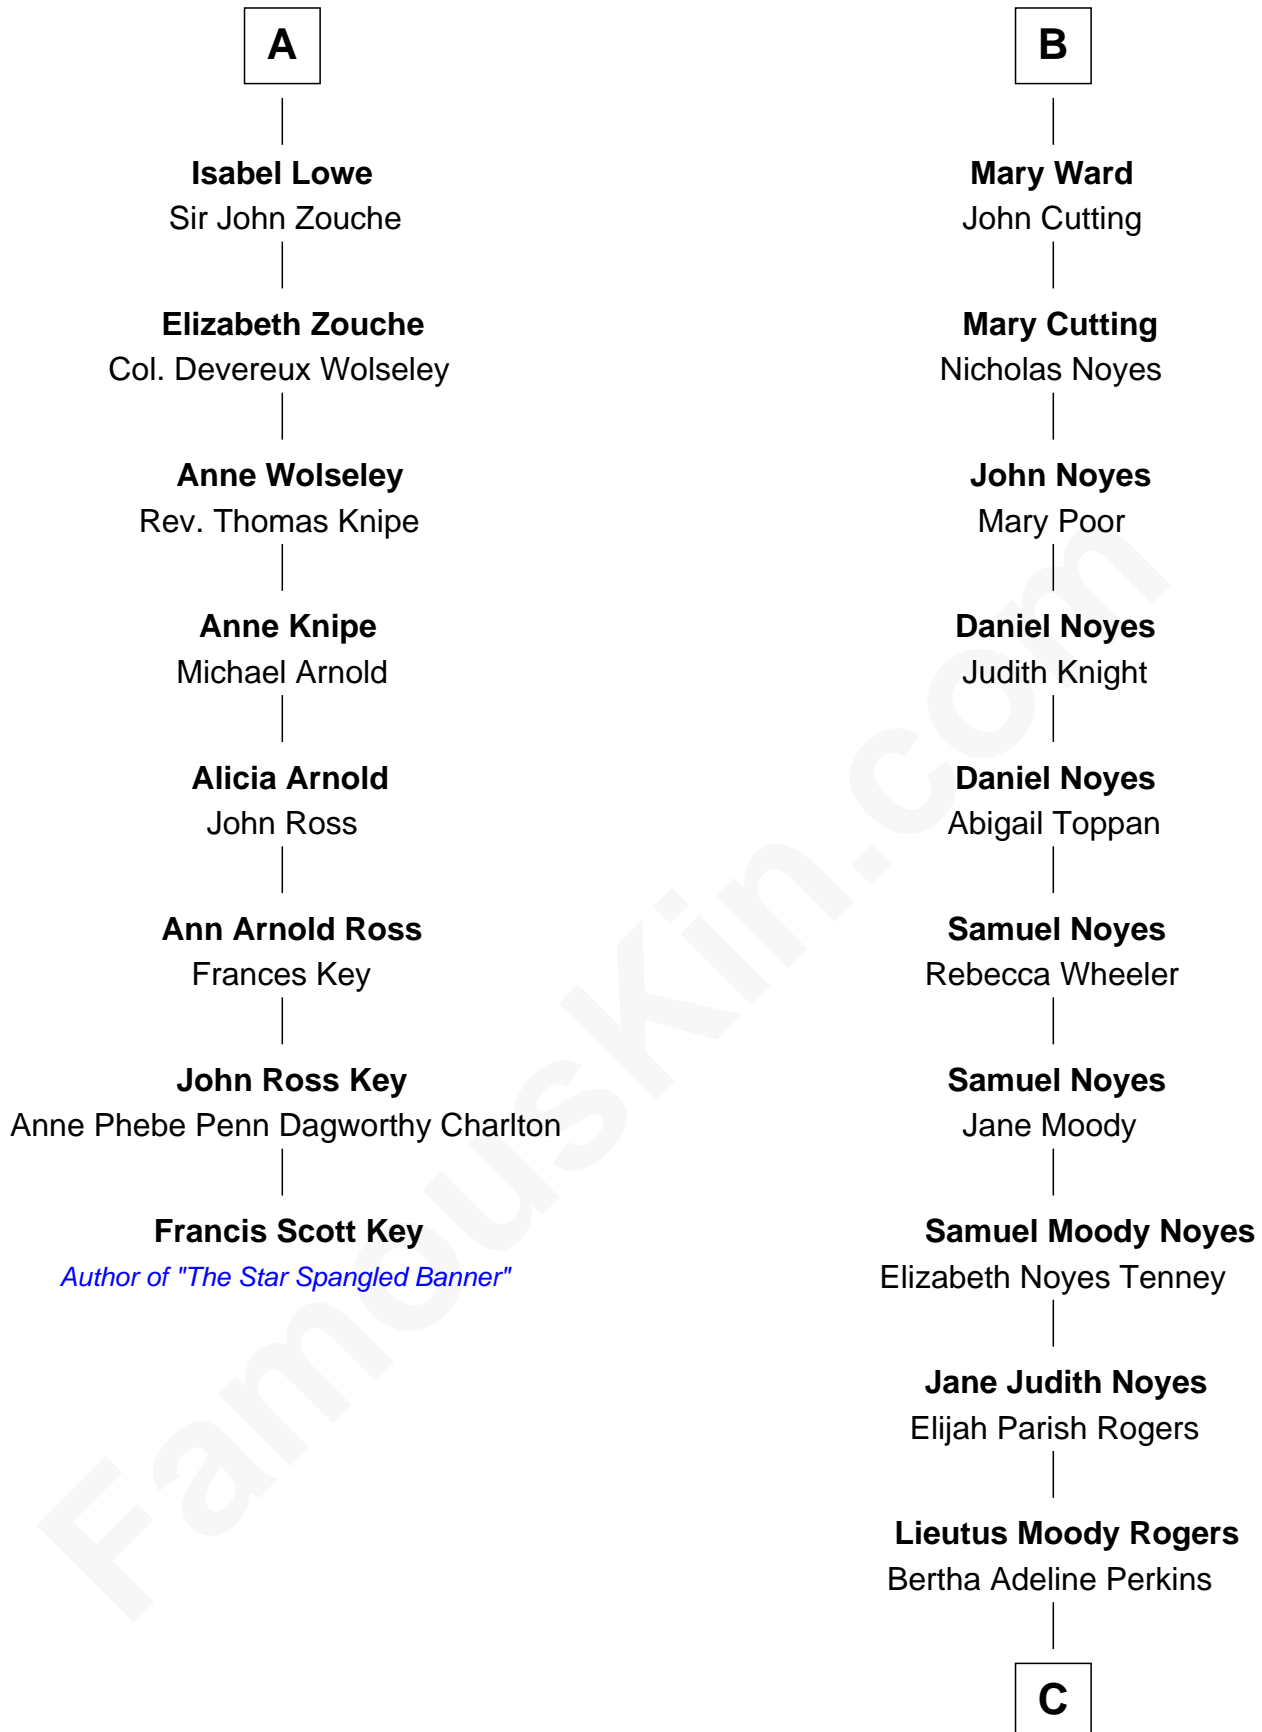 A
Isabel Lowe
Sir John Zouche
Elizabeth Zouche
Col. Devereux Wolseley
Anne Wolseley
Rev. Thomas Knipe
Anne Knipe
Michael Arnold
Alicia Arnold
John Ross
Ann Arnold Ross
Frances Key
John Ross Key
Anne Phebe Penn Dagworthy Charlton
Francis Scott Key
Author of "The Star Spangled Banner"
B
Mary Ward
John Cutting
Mary Cutting
Nicholas Noyes
John Noyes
Mary Poor
Daniel Noyes
Judith Knight
Daniel Noyes
Abigail Toppan
Samuel Noyes
Rebecca Wheeler
Samuel Noyes
Jane Moody
Samuel Moody Noyes
Elizabeth Noyes Tenney
Jane Judith Noyes
Elijah Parish Rogers
Lieutus Moody Rogers
Bertha Adeline Perkins
C
FamousKin.com